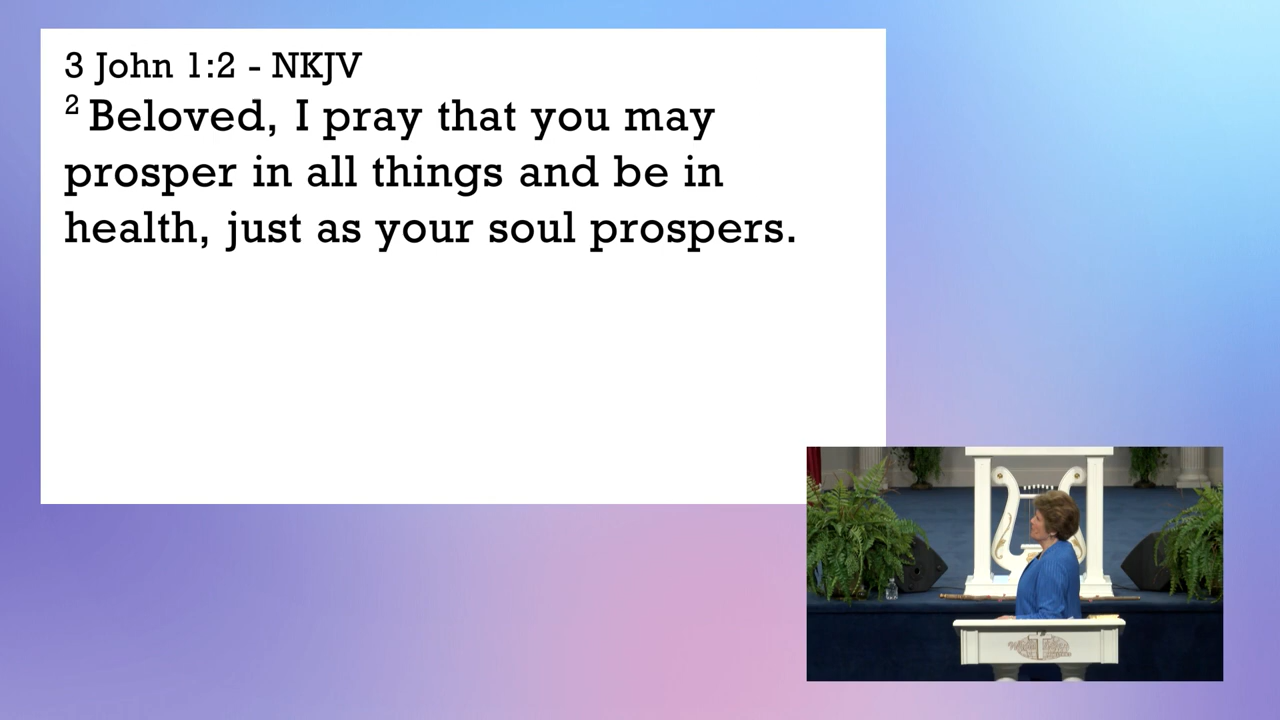 3 John 1:2 - NKJV
2 Beloved, I pray that you may
prosper in all things and be in
health, just as your soul prospers.